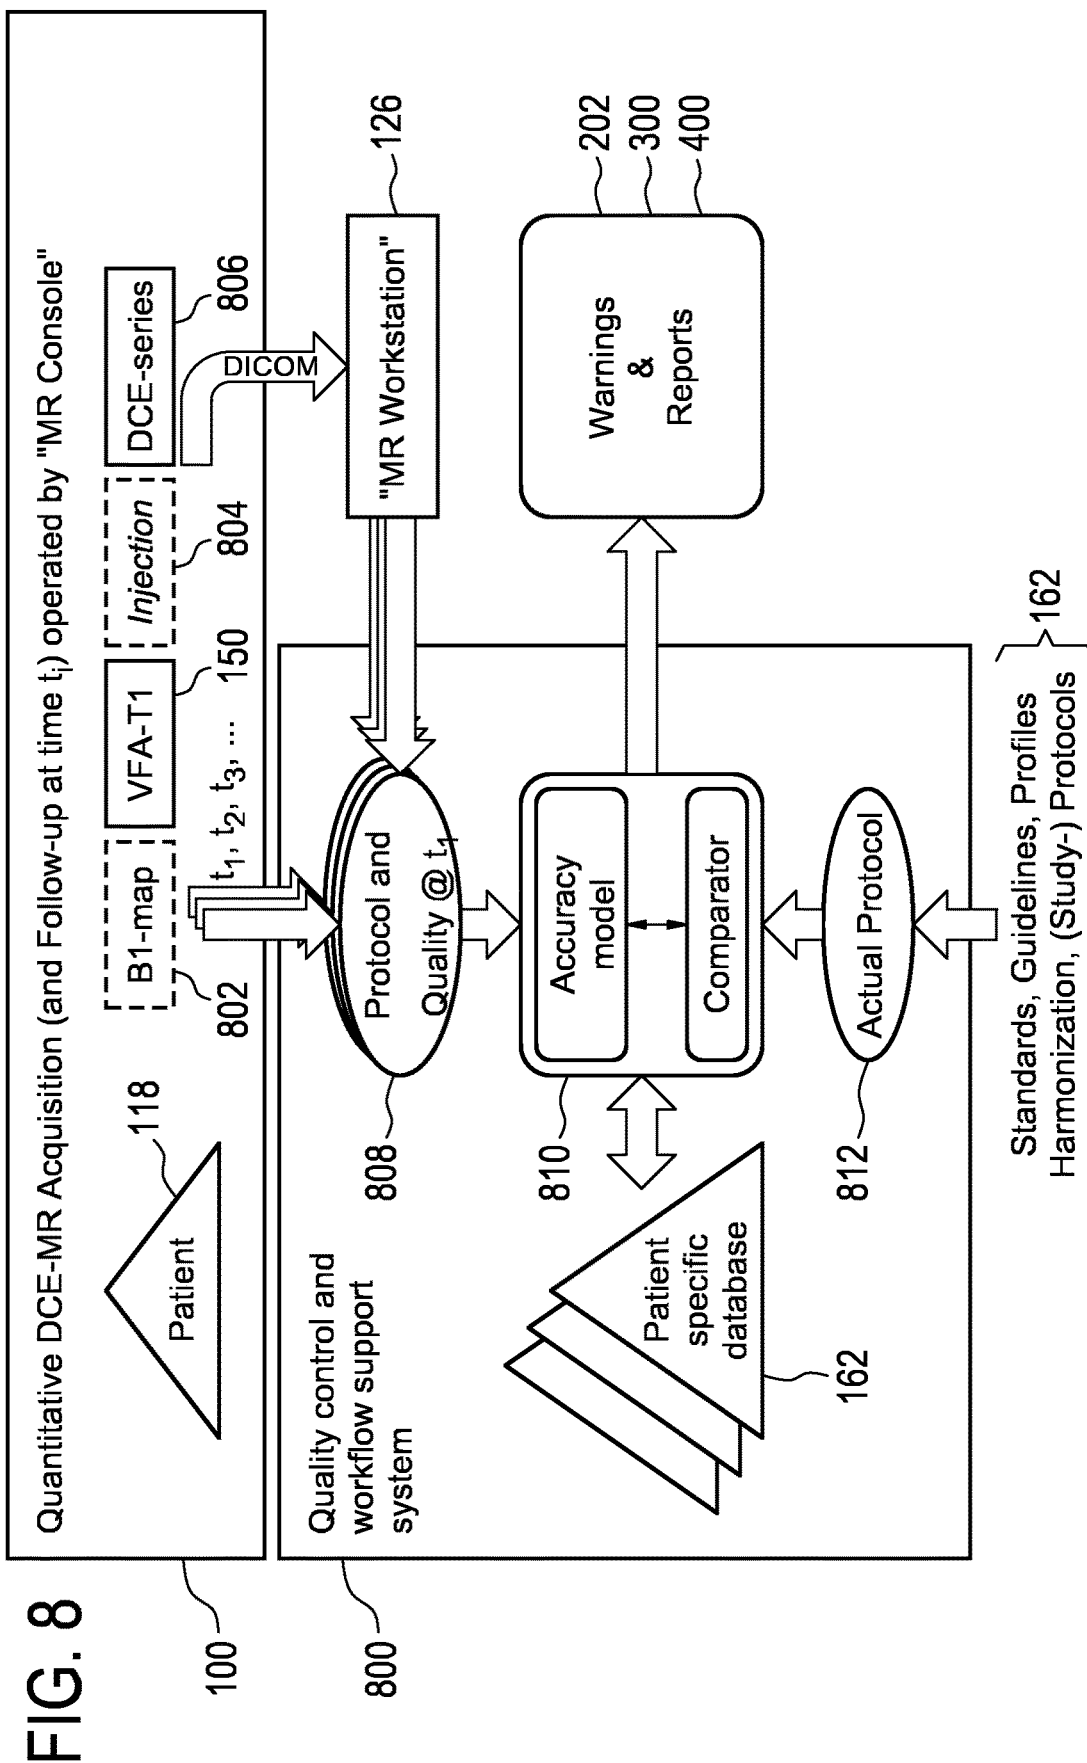 FIG. 8
Quantitative DCE-MR Acquisition (and Follow-up at time ti) operated by "MR Console"
100
Patient
118
B1-map
802
VFA-T1
150
Injection
804
DCE-series
806
t1, t2, t3, ...
DICOM
"MR Workstation"
126
Quality control and
workflow support
system
800
Protocol and
Quality @ t1
808
Accuracy
model
Comparator
810
Patient
specific
database
162
Actual Protocol
812
Warnings
&
Reports
202
300
400
Standards, Guidelines, Profiles
Harmonization, (Study-) Protocols
162